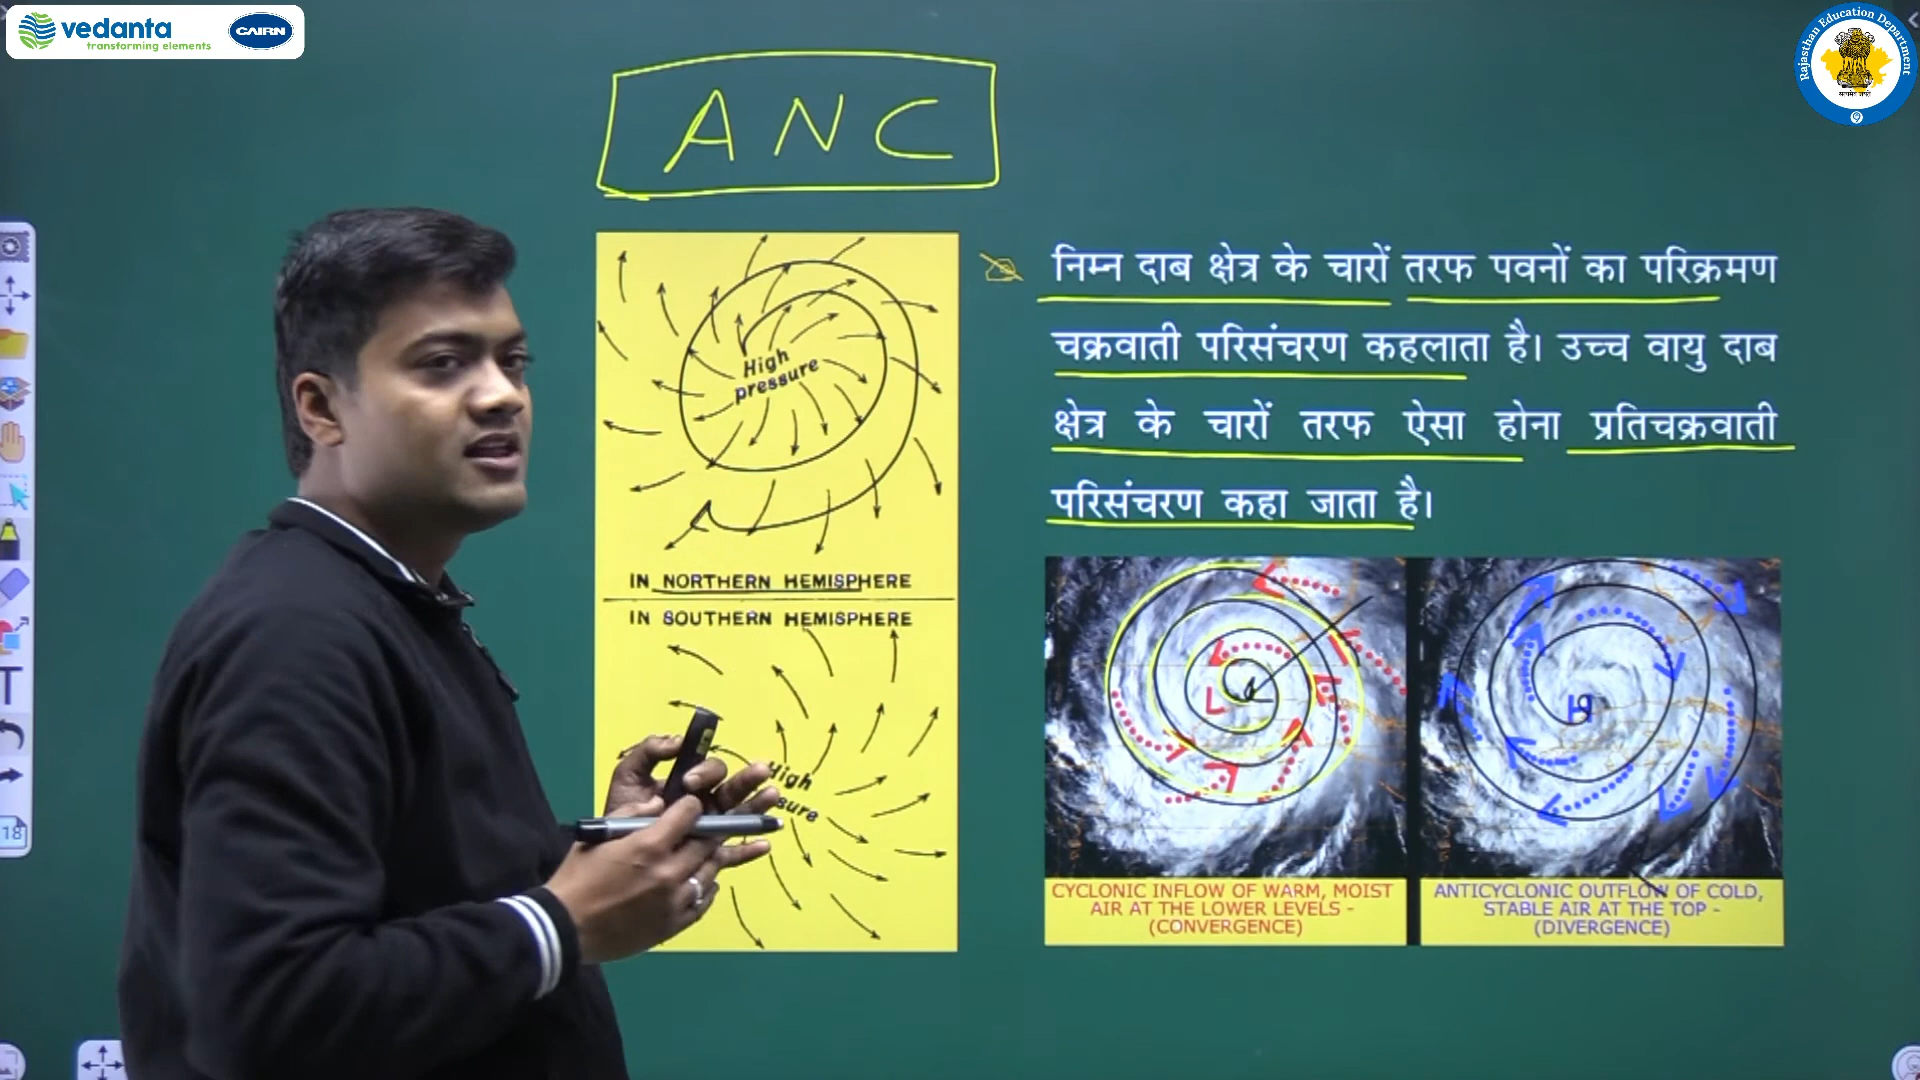 vedanta
transforming elements
CAIRN
Rajasthan Education Department
ANC
High
pressure
IN NORTHERN HEMISPHERE
IN SOUTHERN HEMISPHERE
High
sure
निम्न दाब क्षेत्र के चारों तरफ पवनों का परिक्रमण
चक्रवाती परिसंचरण कहलाता है। उच्च वायु दाब
क्षेत्र के चारों तरफ ऐसा होना प्रतिचक्रवाती
परिसंचरण कहा जाता है।
L
H
CYCLONIC INFLOW OF WARM, MOIST
AIR AT THE LOWER LEVELS -
(CONVERGENCE)
ANTICYCLONIC OUTFLOW OF COLD,
STABLE AIR AT THE TOP -
(DIVERGENCE)
T
18